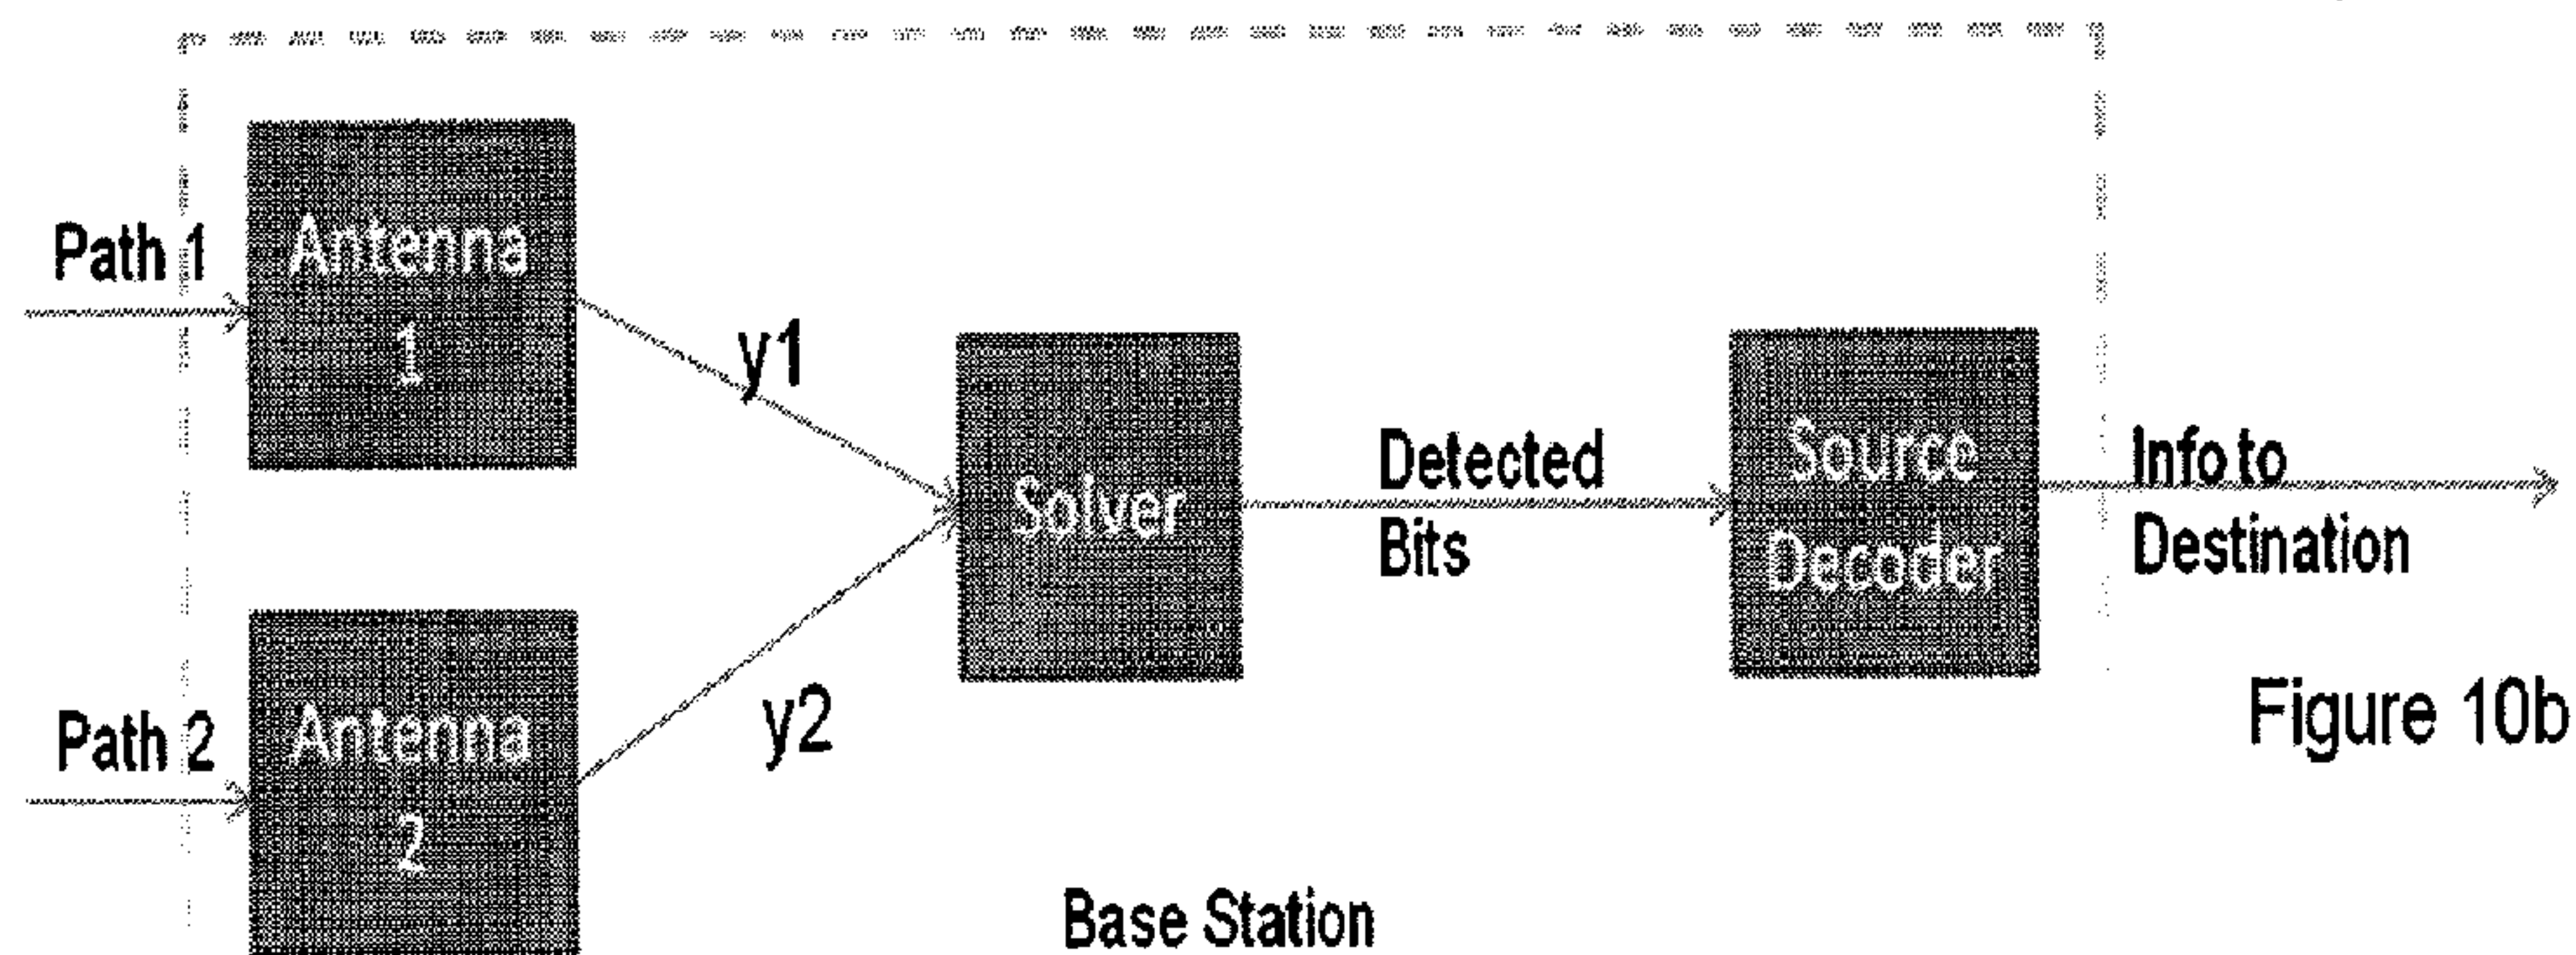 Path 1
Antenna
1
y1
Solver
Detected
Bits
Source
Decoder
Info to
Destination
Path 2
Antenna
2
y2
Figure 10b
Base Station